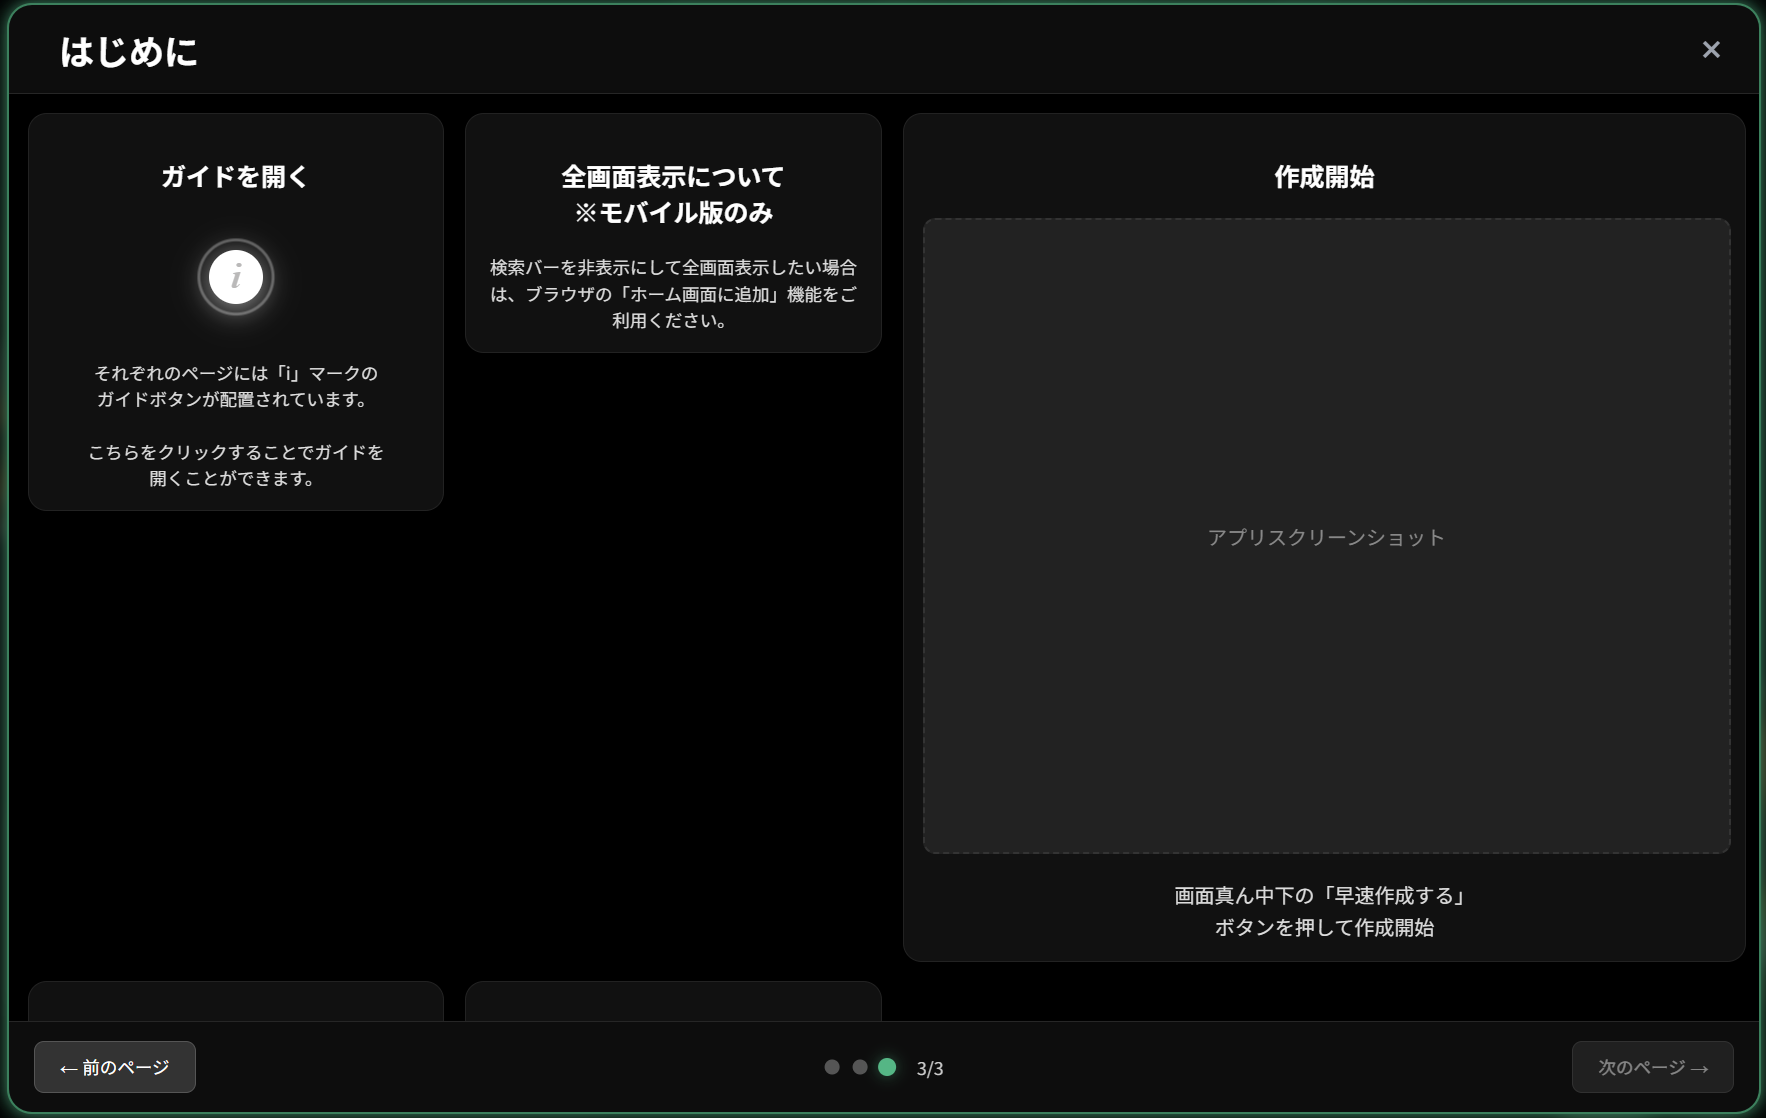 はじめに
✕
ガイドを開く
i
それぞれのページには「i」マークの
ガイドボタンが配置されています。
こちらをクリックすることでガイドを
開くことができます。
全画面表示について
※モバイル版のみ
検索バーを非表示にして全画面表示したい場合
は、ブラウザの「ホーム画面に追加」機能をご
利用ください。
作成開始
アプリスクリーンショット
画面真ん中下の「早速作成する」
ボタンを押して作成開始
←前のページ
3/3
次のページ→